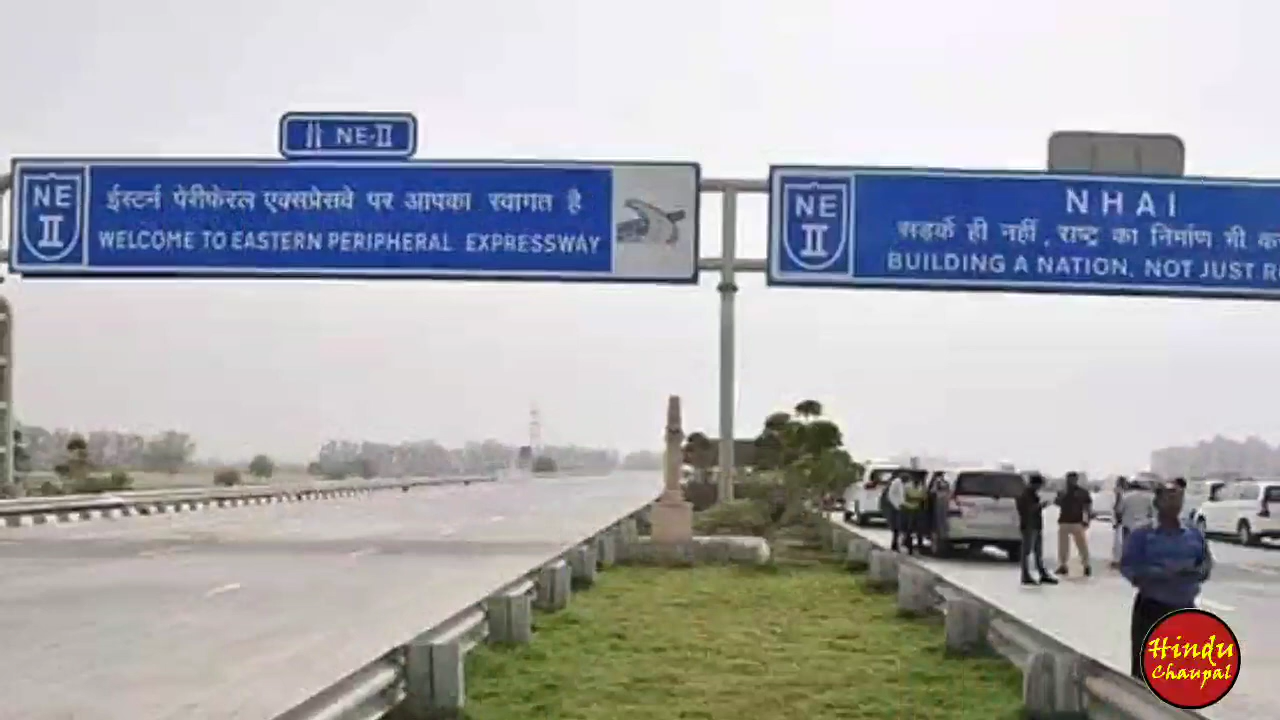 NE-II
NE
II
ईस्टर्न पेरीफेरल एक्सप्रेसवे पर आपका स्वागत है
WELCOME TO EASTERN PERIPHERAL EXPRESSWAY
NE
II
NHAI
सड़कें ही नहीं, राष्ट्र का निर्माण भी
BUILDING A NATION, NOT JUST
Hindu
Chaupal